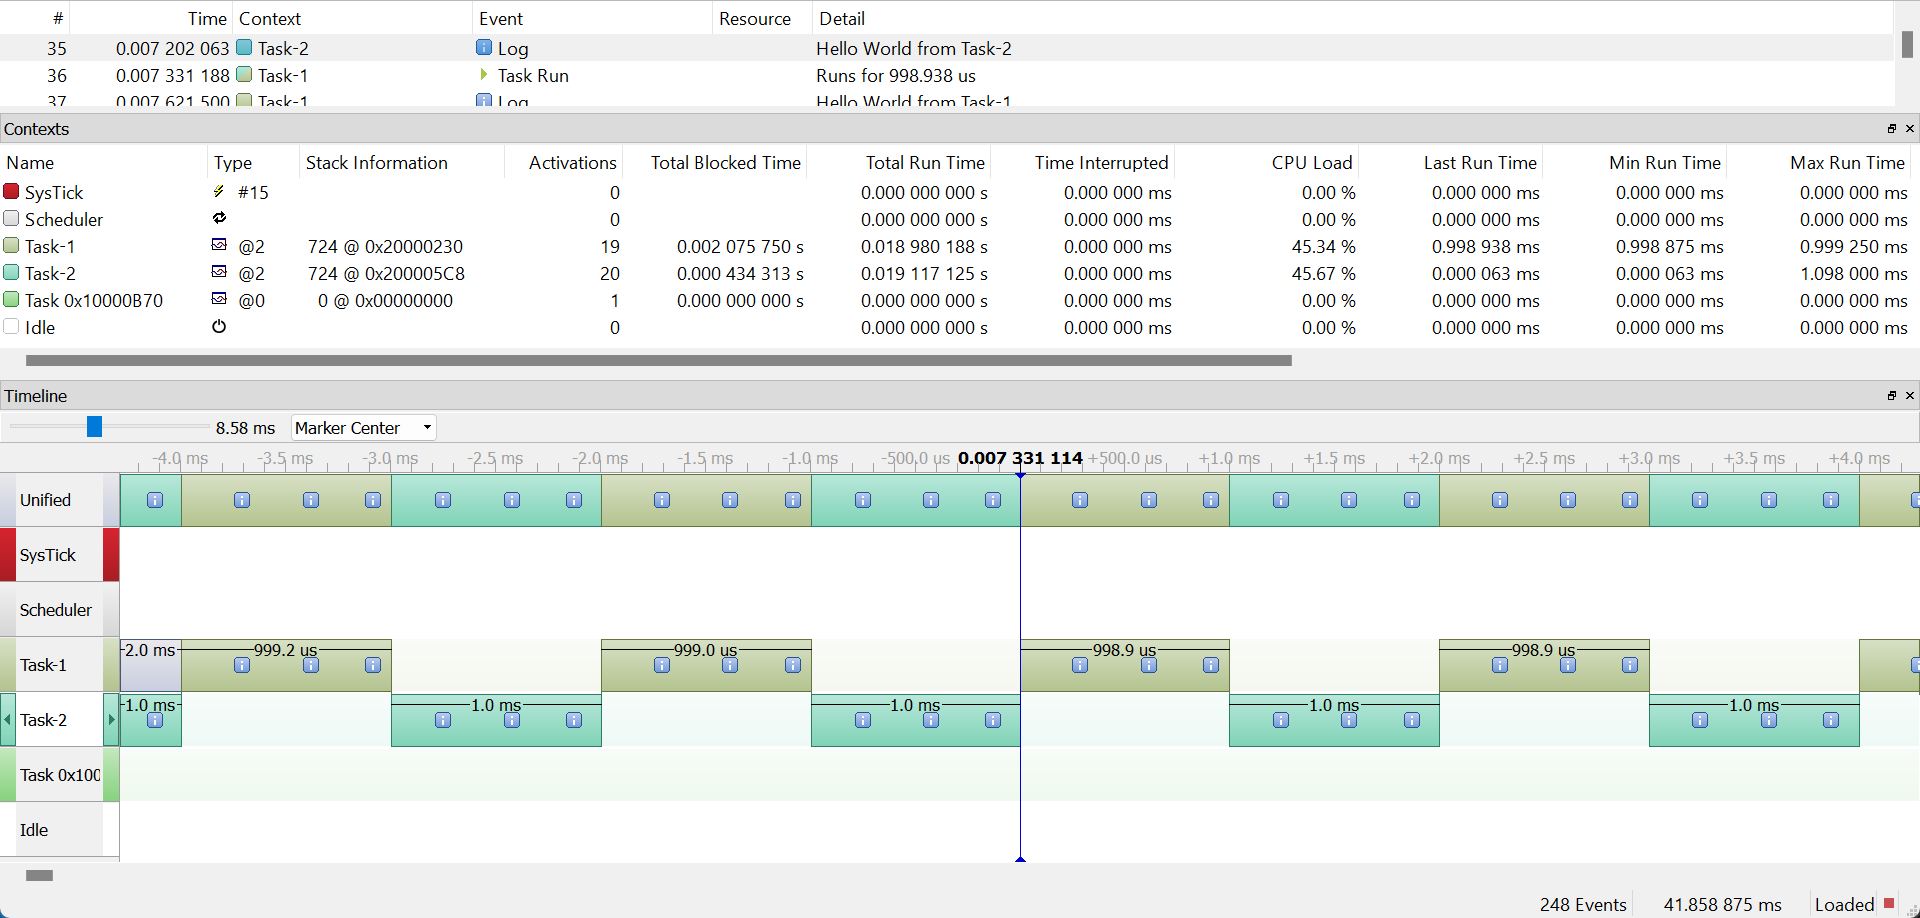 # Time Context Event Resource Detail
35 0.007 202 063 Task-2 Log Hello World from Task-2
36 0.007 331 188 Task-1 Task Run Runs for 998.938 us
37 0.007 621 500 Task-1 Log Hello World from Task-1
Contexts
Name Type Stack Information Activations Total Blocked Time Total Run Time Time Interrupted CPU Load Last Run Time Min Run Time Max Run Time
SysTick #15 0 0.000 000 000 s 0.000 000 ms 0.00 % 0.000 000 ms 0.000 000 ms 0.000 000 ms
Scheduler 0 0.000 000 000 s 0.000 000 ms 0.00 % 0.000 000 ms 0.000 000 ms 0.000 000 ms
Task-1 @2 724 @ 0x20000230 19 0.002 075 750 s 0.018 980 188 s 0.000 000 ms 45.34 % 0.998 938 ms 0.998 875 ms 0.999 250 ms
Task-2 @2 724 @ 0x200005C8 20 0.000 434 313 s 0.019 117 125 s 0.000 000 ms 45.67 % 0.000 063 ms 0.000 063 ms 1.098 000 ms
Task 0x10000B70 @0 0 @ 0x00000000 1 0.000 000 000 s 0.000 000 000 s 0.000 000 ms 0.00 % 0.000 000 ms 0.000 000 ms 0.000 000 ms
Idle 0 0.000 000 000 s 0.000 000 ms 0.00 % 0.000 000 ms 0.000 000 ms 0.000 000 ms
Timeline
8.58 ms Marker Center
-4.0 ms -3.5 ms -3.0 ms -2.5 ms -2.0 ms -1.5 ms -1.0 ms -500.0 us 0.007 331 114 +500.0 us +1.0 ms +1.5 ms +2.0 ms +2.5 ms +3.0 ms +3.5 ms +4.0 ms
Unified
SysTick
Scheduler
Task-1 2.0 ms 999.2 us 999.0 us 998.9 us 998.9 us
Task-2 1.0 ms 1.0 ms 1.0 ms 1.0 ms 1.0 ms
Task 0x100
Idle
248 Events 41.858 875 ms Loaded